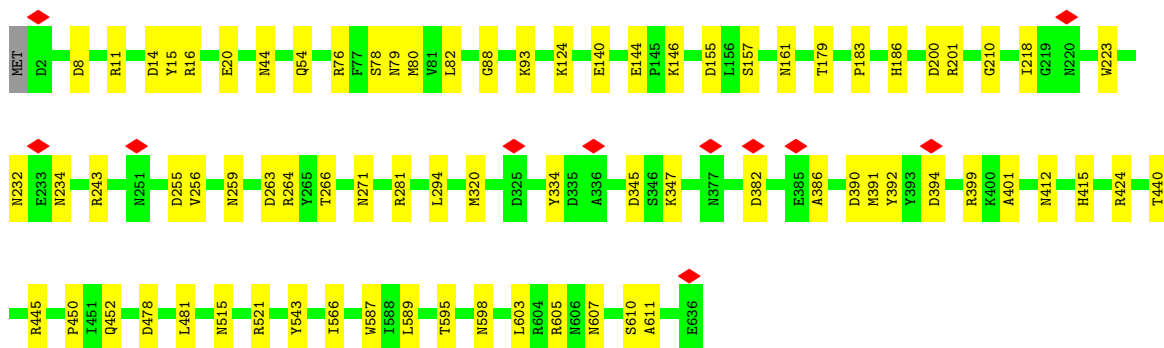 MET D2 D8 R11 D14 Y15 R16 E20 N44 Q54 R76 F77 S78 N79 M80 V81 L82 G88 K93 K124 E140 E144 P145 K146 D155 L156 S157 N161 T179 P183 H186 D200 R201 G210 I218 G219 N220 W223
N232 E233 N234 R243 N251 D255 V256 N259 D263 R264 Y265 T266 N271 R281 L294 M320 D325 Y334 D335 A336 D345 S346 K347 N377 D382 E385 A386 D390 M391 Y392 Y393 D394 R399 K400 A401 N412 H415 R424 T440
R445 P450 I451 Q452 D478 L481 N515 R521 Y543 I566 W587 I588 L589 T595 N598 L603 R604 R605 N606 N607 S610 A611 E636